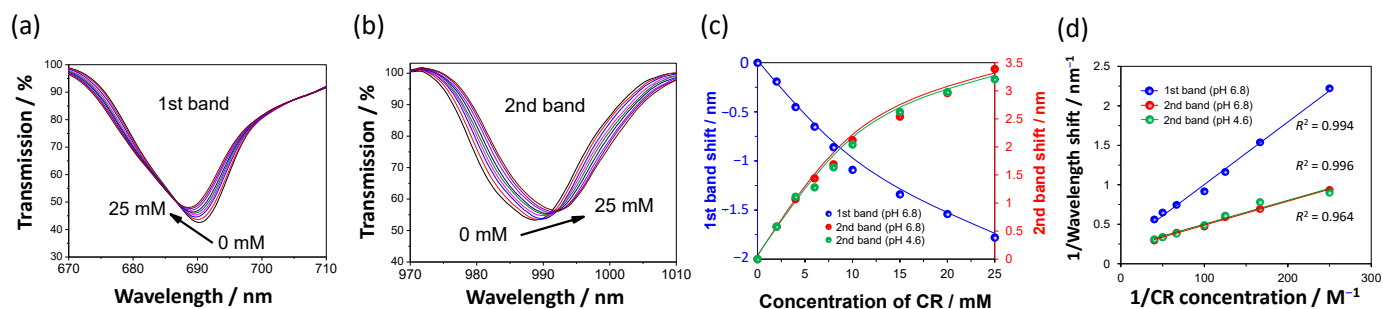 (a)
Transmission / %
100
90
80
70
60
50
40
30
1st band
25 mM
0 mM
670
680
690
700
710
Wavelength / nm
(b)
Transmission / %
100
90
80
70
60
50
40
2nd band
0 mM
25 mM
970
980
990
1000
1010
Wavelength / nm
(c)
1st band shift / nm
0
−0.5
−1
−1.5
−2
1st band (pH 6.8)
2nd band (pH 6.8)
2nd band (pH 4.6)
3.5
3
2.5
2
1.5
1
0.5
0
2nd band shift / nm
0
5
10
15
20
25
Concentration of CR / mM
(d)
1/Wavelength shift / nm⁻¹
2.5
2
1.5
1
0.5
0
1st band (pH 6.8)
2nd band (pH 6.8)
2nd band (pH 4.6)
R² = 0.994
R² = 0.996
R² = 0.964
0
50
100
150
200
250
300
1/CR concentration / M⁻¹